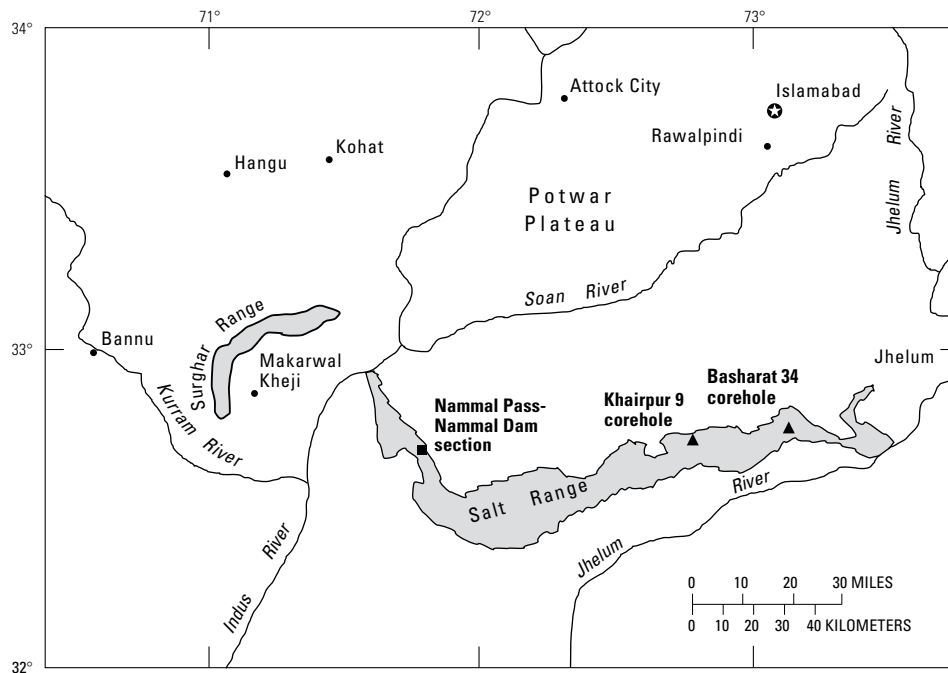 71°
72°
73°
34°
Attock City
Islamabad
Rawalpindi
River
Jhelum
Hangu
Kohat
Potwar
Plateau
Soan River
Surghar Range
33°
Bannu
Makarwal
Kheji
Kurram River
Jhelum
Nammal Pass-
Nammal Dam
section
Khairpur 9
corehole
Basharat 34
corehole
Salt Range
Jhelum River
Indus River
0 10 20 30 MILES
0 10 20 30 40 KILOMETERS
32°